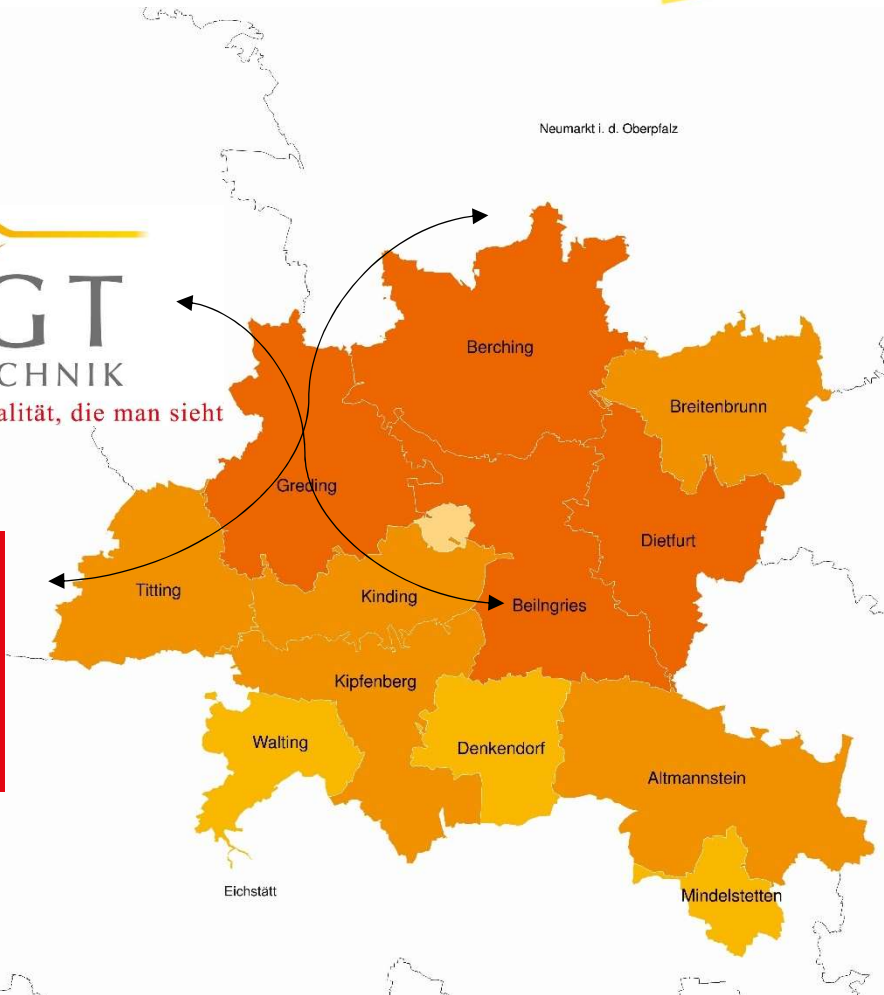 Neumarkt i. d. Oberpfalz
GT
CHNIK
alität, die man sieht
Berching
Breitenbrunn
Greding
Dietfurt
Titting
Kinding
Beilngries
Kipfenberg
Walting
Denkendorf
Altmannstein
Eichstätt
Mindelstetten